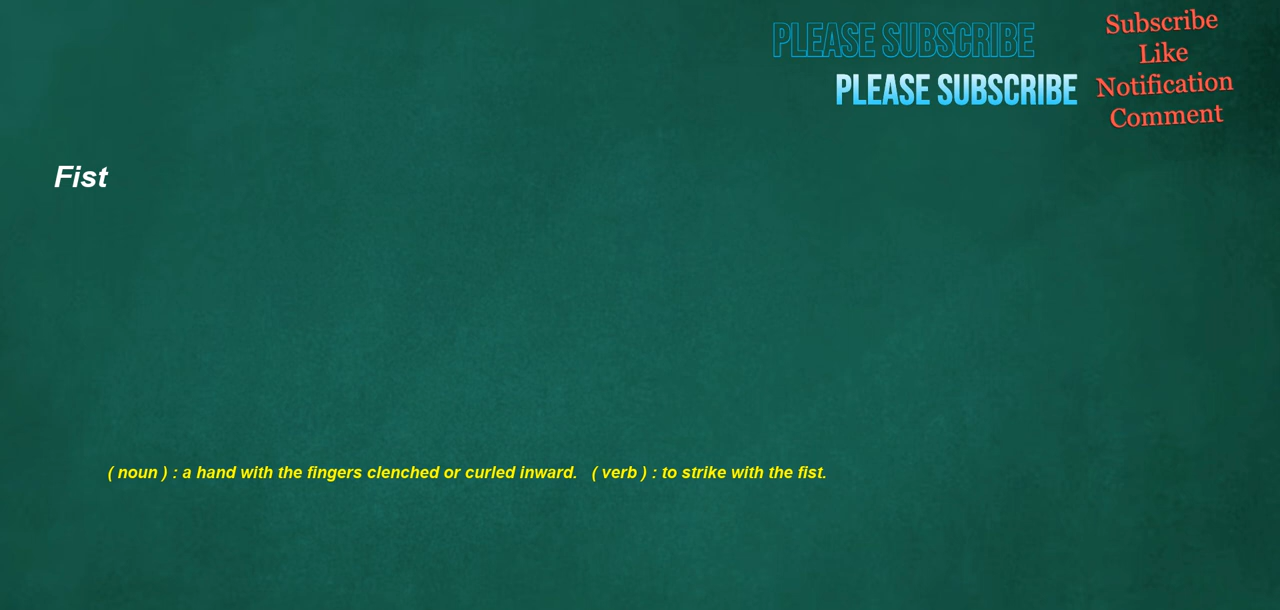 PLEASE SUBSCRIBE
PLEASE SUBSCRIBE
Subscribe
Like
Notification
Comment
Fist
( noun ) : a hand with the fingers clenched or curled inward.   ( verb ) : to strike with the fist.